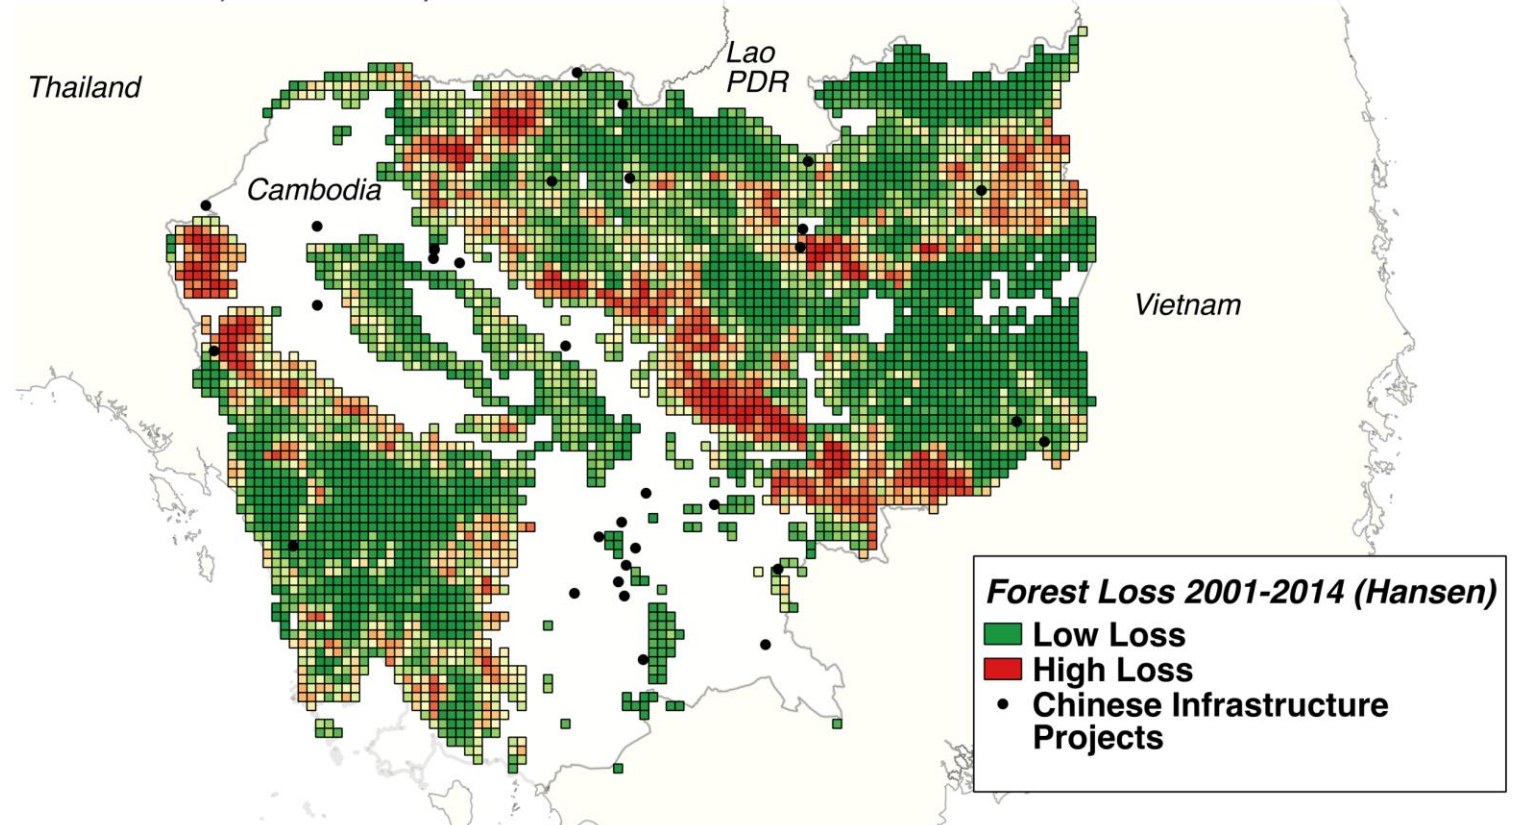 Lao
PDR
Thailand
Cambodia
Vietnam
Forest Loss 2001-2014 (Hansen)
Low Loss
High Loss
Chinese Infrastructure
Projects